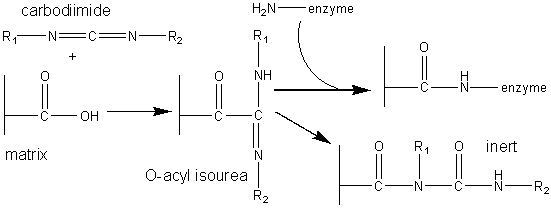 carbodiimide
R1 N C N R2
+
O
C OH
matrix
H2N enzyme
R1
NH
O
C C
N
R2
O-acyl isourea
O
C N H enzyme
O R1 O inert
C N C N H R2